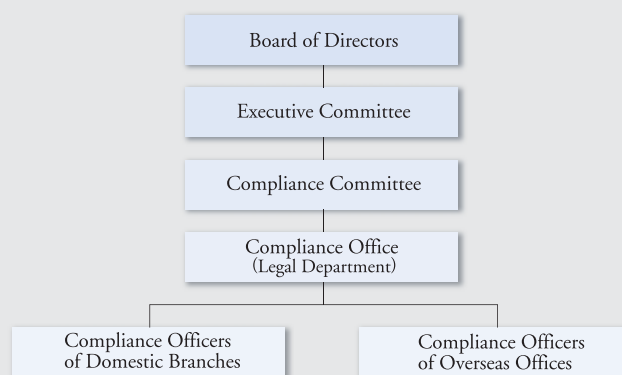 Board of Directors
Executive Committee
Compliance Committee
Compliance Office
(Legal Department)
Compliance Officers
of Domestic Branches
Compliance Officers
of Overseas Offices